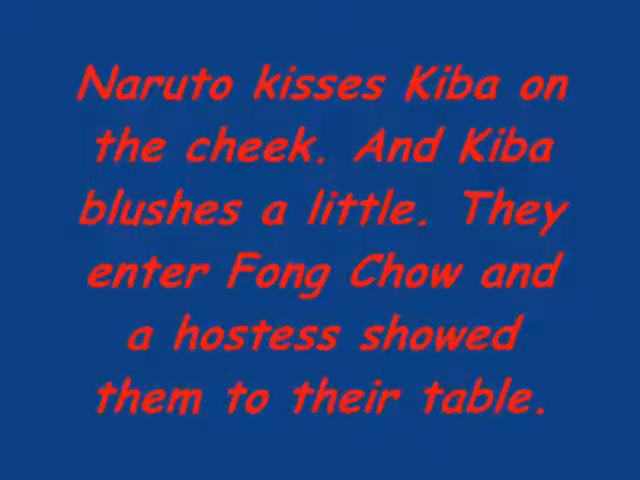 Naruto kisses Kiba on
the cheek. And Kiba
blushes a little. They
enter Fong Chow and
a hostess showed
them to their table.